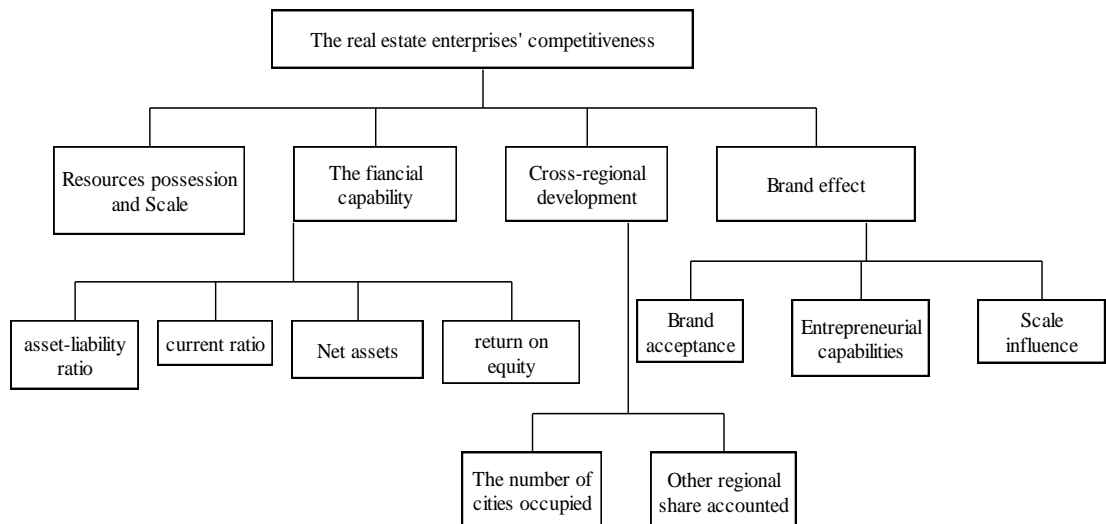 The real estate enterprises' competitiveness
Resources possession
and Scale
The fiancial
capability
Cross-regional
development
Brand effect
asset-liability
ratio
current ratio
Net assets
return on
equity
Brand
acceptance
Entrepreneurial
capabilities
Scale
influence
The number of
cities occupied
Other regional
share accounted